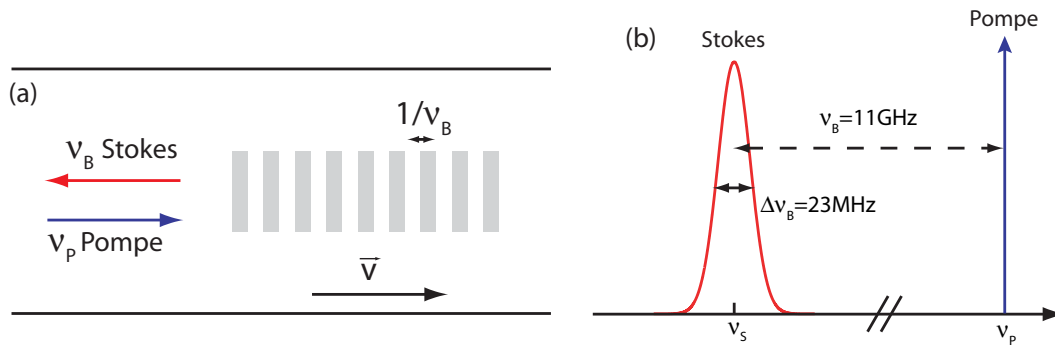 (a)
1/ν_B
ν_B Stokes
ν_P Pompe
v⃗
(b)
Stokes
Pompe
ν_B=11GHz
Δν_B=23MHz
ν_S
ν_P